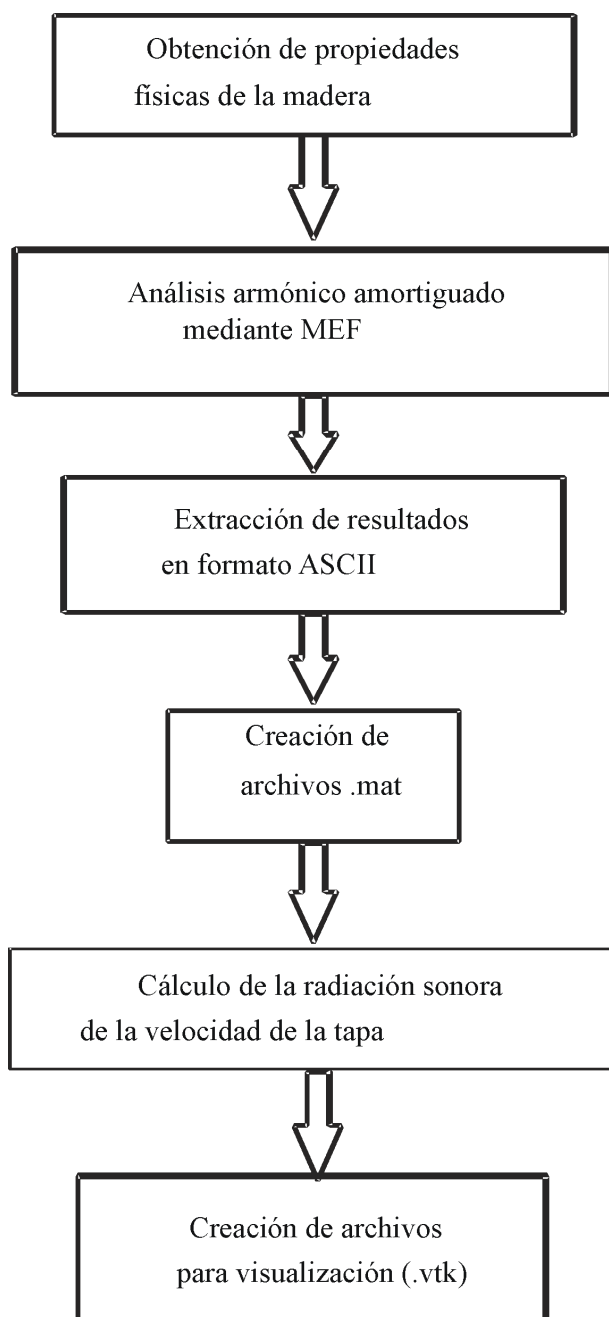 Obtención de propiedades
físicas de la madera
Análisis armónico amortiguado
mediante MEF
Extracción de resultados
en formato ASCII
Creación de
archivos .mat
Cálculo de la radiación sonora
de la velocidad de la tapa
Creación de archivos
para visualización (.vtk)